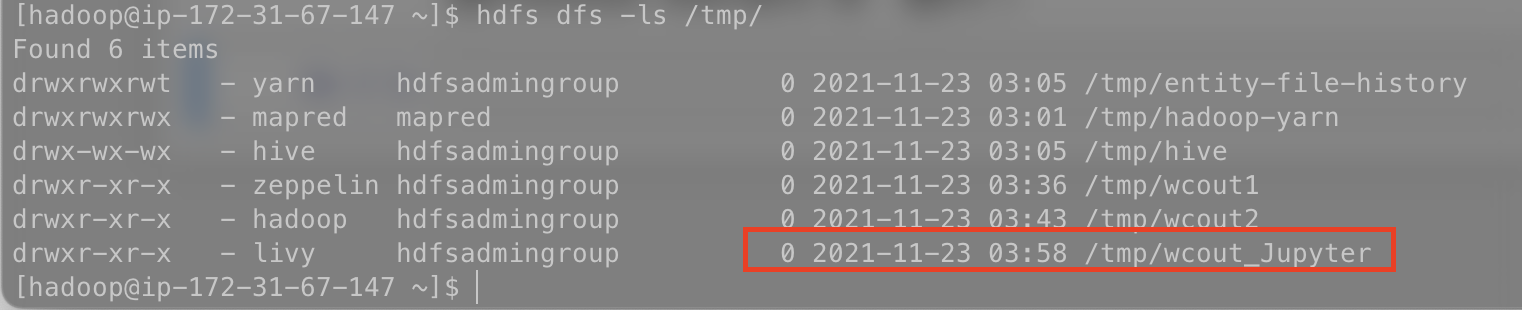 [hadoop@ip-172-31-67-147 ~]$ hdfs dfs -ls /tmp/
Found 6 items
drwxrwxrwt   - yarn     hdfsadmingroup          0 2021-11-23 03:05 /tmp/entity-file-history
drwxrwxrwx   - mapred   mapred                  0 2021-11-23 03:01 /tmp/hadoop-yarn
drwx-wx-wx   - hive     hdfsadmingroup          0 2021-11-23 03:05 /tmp/hive
drwxr-xr-x   - zeppelin hdfsadmingroup          0 2021-11-23 03:36 /tmp/wcout1
drwxr-xr-x   - hadoop   hdfsadmingroup          0 2021-11-23 03:43 /tmp/wcout2
drwxr-xr-x   - livy     hdfsadmingroup          0 2021-11-23 03:58 /tmp/wcout_Jupyter
[hadoop@ip-172-31-67-147 ~]$